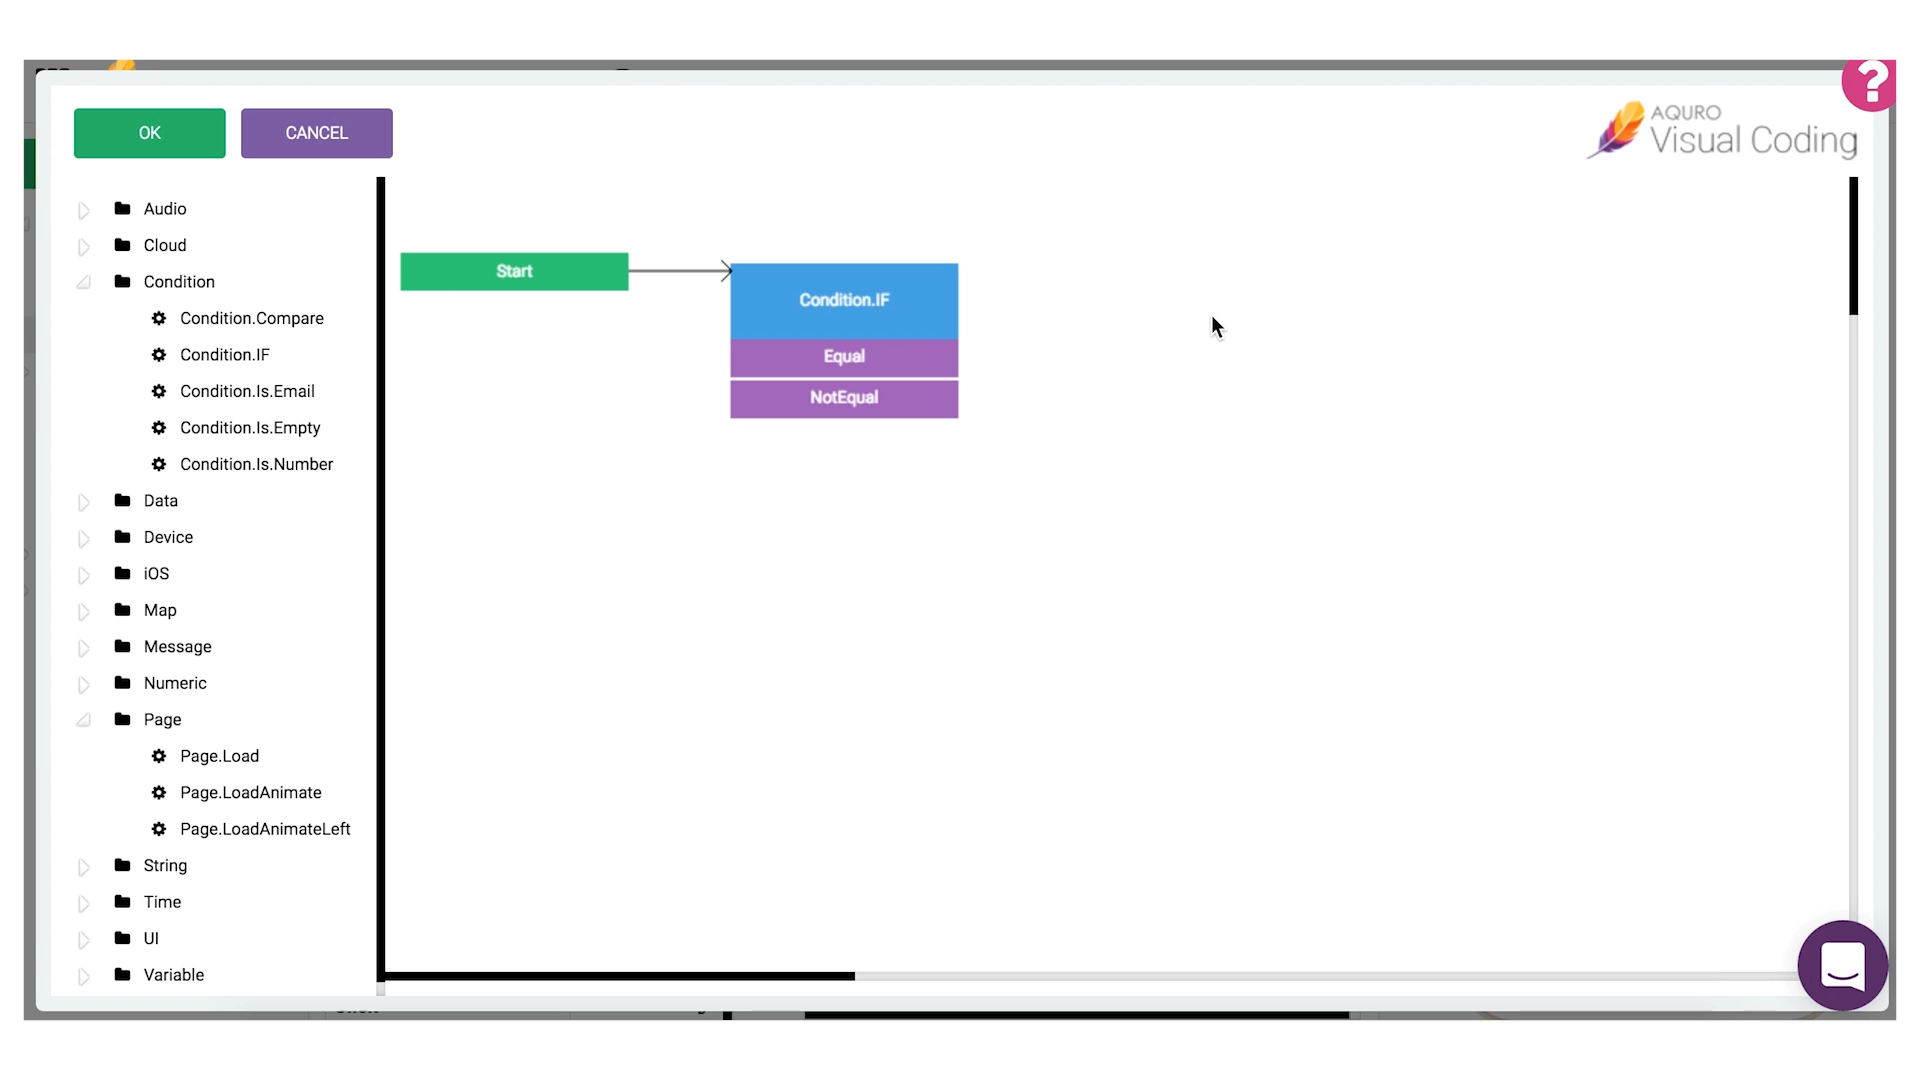 ?
OK
CANCEL
AQURO
Visual Coding
Audio
Cloud
Condition
Condition.Compare
Condition.IF
Condition.Is.Email
Condition.Is.Empty
Condition.Is.Number
Data
Device
iOS
Map
Message
Numeric
Page
Page.Load
Page.LoadAnimate
Page.LoadAnimateLeft
String
Time
UI
Variable
Start
Condition.IF
Equal
NotEqual